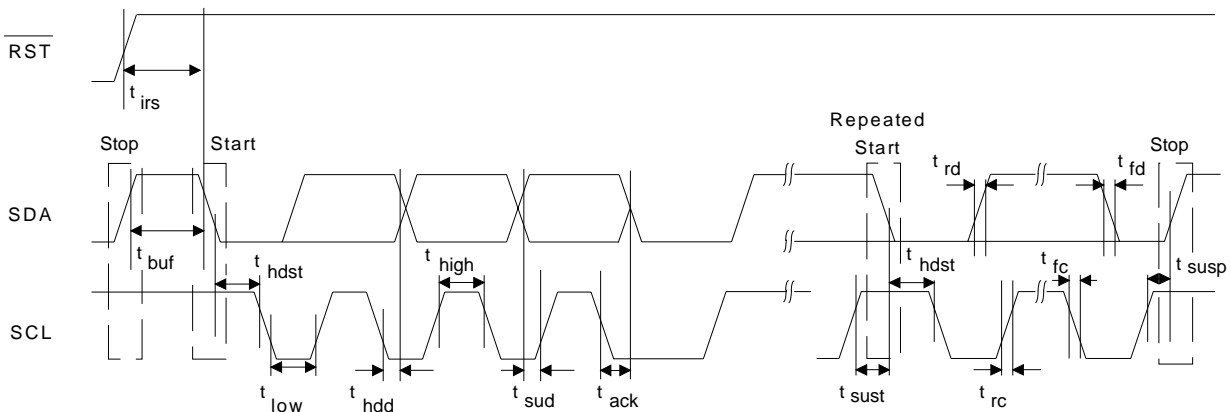 RST
t irs
Repeated
Stop
Start
Start
Stop
t rd
t fd
SDA
t buf
t hdst
t high
t hdst
t fc
t susp
SCL
t low
t hdd
t sud
t ack
t sust
t rc